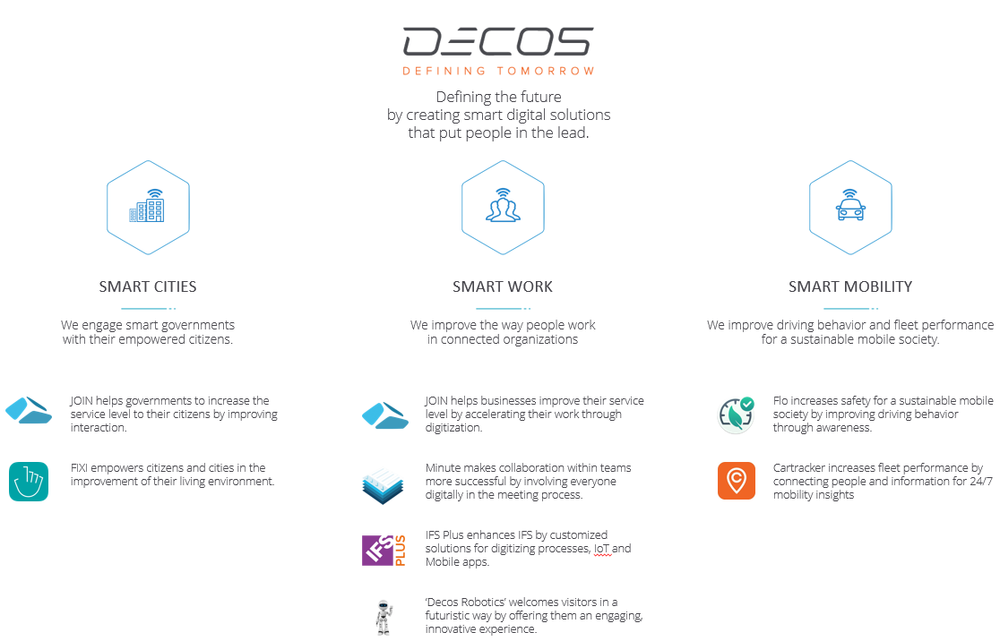 DECOS
DEFINING TOMORROW
Defining the future
by creating smart digital solutions
that put people in the lead.
SMART CITIES
We engage smart governments
with their empowered citizens.
JOIN helps governments to increase the
service level to their citizens by improving
interaction.
FIXI empowers citizens and cities in the
improvement of their living environment.
SMART WORK
We improve the way people work
in connected organizations
JOIN helps businesses improve their service
level by accelerating their work through
digitization.
Minute makes collaboration within teams
more successful by involving everyone
digitally in the meeting process.
IFS PLUS
IFS Plus enhances IFS by customized
solutions for digitizing processes, IoT and
Mobile apps.
‘Decos Robotics’ welcomes visitors in a
futuristic way by offering them an engaging,
innovative experience.
SMART MOBILITY
We improve driving behavior and fleet performance
for a sustainable mobile society.
Flo increases safety for a sustainable mobile
society by improving driving behavior
through awareness.
C
Cartracker increases fleet performance by
connecting people and information for 24/7
mobility insights